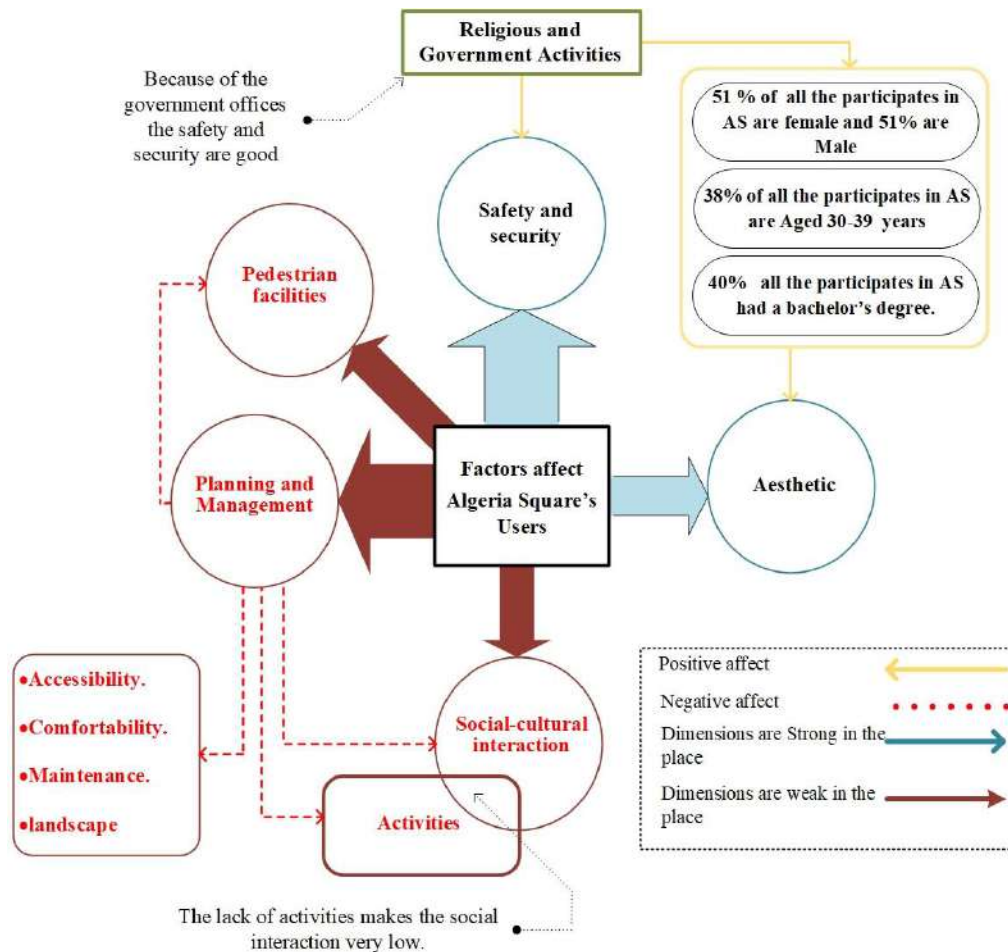 Religious and
Government Activities
Because of the
government offices
the safety and
security are good
51 % of all the participates in
AS are female and 51% are
Male
38% of all the participates in AS
are Aged 30-39 years
40% all the participates in AS
had a bachelor's degree.
Safety and
security
Pedestrian
facilities
Planning and
Management
Factors affect
Algeria Square's
Users
Aesthetic
•Accessibility.
•Comfortability.
•Maintenance.
•landscape
Social-cultural
interaction
Activities
The lack of activities makes the social
interaction very low.
Positive affect
Negative affect
Dimensions are Strong in the
place
Dimensions are weak in the
place